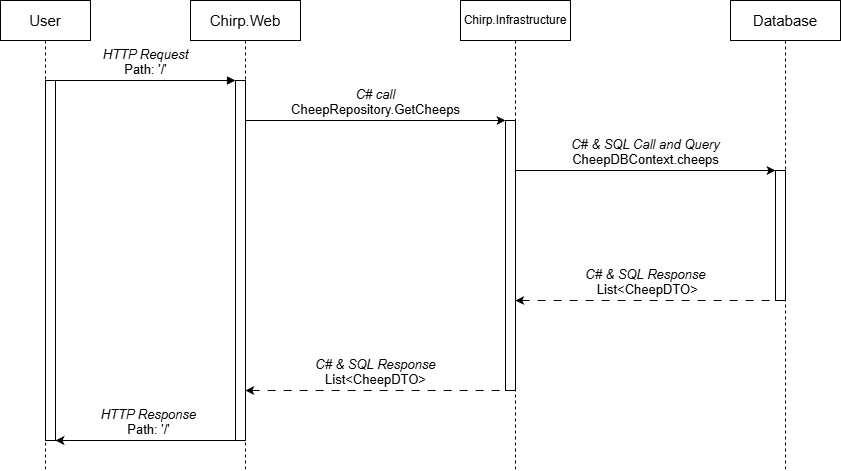 User
Chirp.Web
Chirp.Infrastructure
Database
HTTP Request
Path: '/'
C# call
CheepRepository.GetCheeps
C# & SQL Call and Query
CheepDBContext.cheeps
C# & SQL Response
List<CheepDTO>
C# & SQL Response
List<CheepDTO>
HTTP Response
Path: '/'